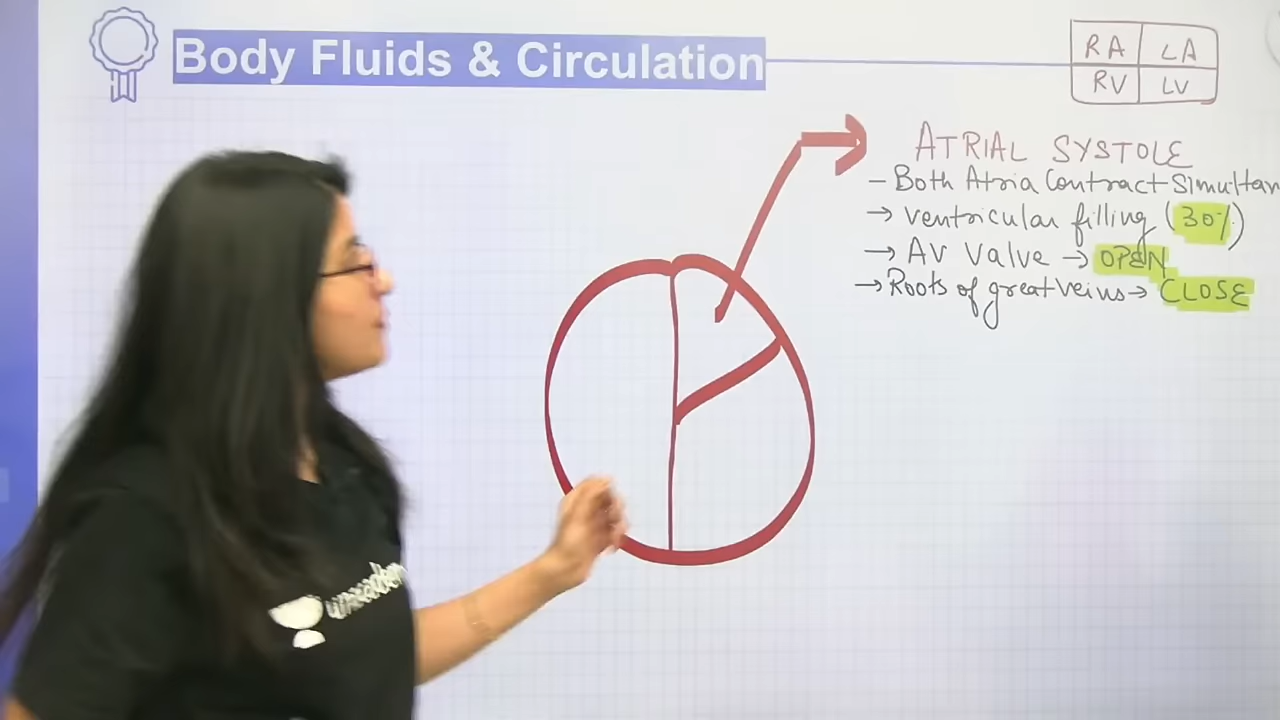 Body Fluids & Circulation
RA LA
RV LV
ATRIAL SYSTOLE
- Both Atria Contract Simultan
→ Ventricular filling (30%)
→ AV Valve → OPEN
→ Roots of great veins → CLOSE
unacademy